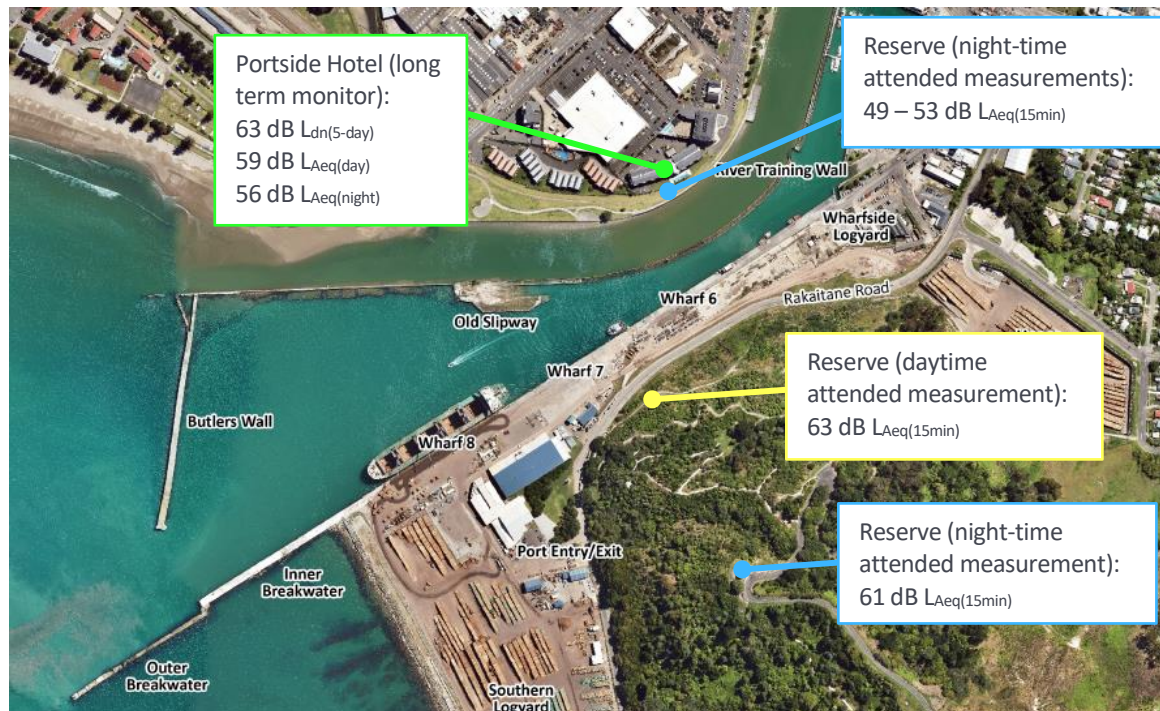 Portside Hotel (long
term monitor):
63 dB Ldn(5-day)
59 dB LAeq(day)
56 dB LAeq(night)
Reserve (night-time
attended measurements):
49 – 53 dB LAeq(15min)
River Training Wall
Wharfside
Logyard
Rakaitane Road
Wharf 6
Old Slipway
Wharf 7
Reserve (daytime
attended measurement):
63 dB LAeq(15min)
Butlers Wall
Wharf 8
Reserve (night-time
attended measurement):
61 dB LAeq(15min)
Port Entry/Exit
Inner
Breakwater
Outer
Breakwater
Southern
Logyard